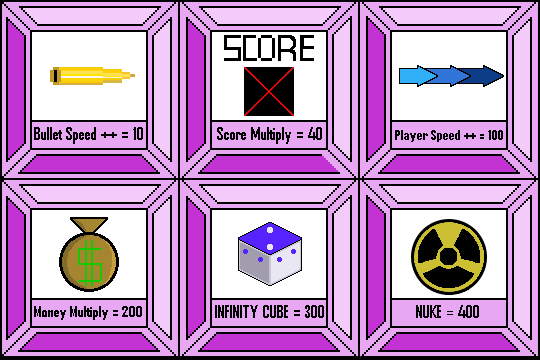 Bullet Speed ++ = 10
SCORE
Score Multiply = 40
Player Speed ++ = 100
Money Multiply = 200
$
INFINITY CUBE = 300
NUKE = 400